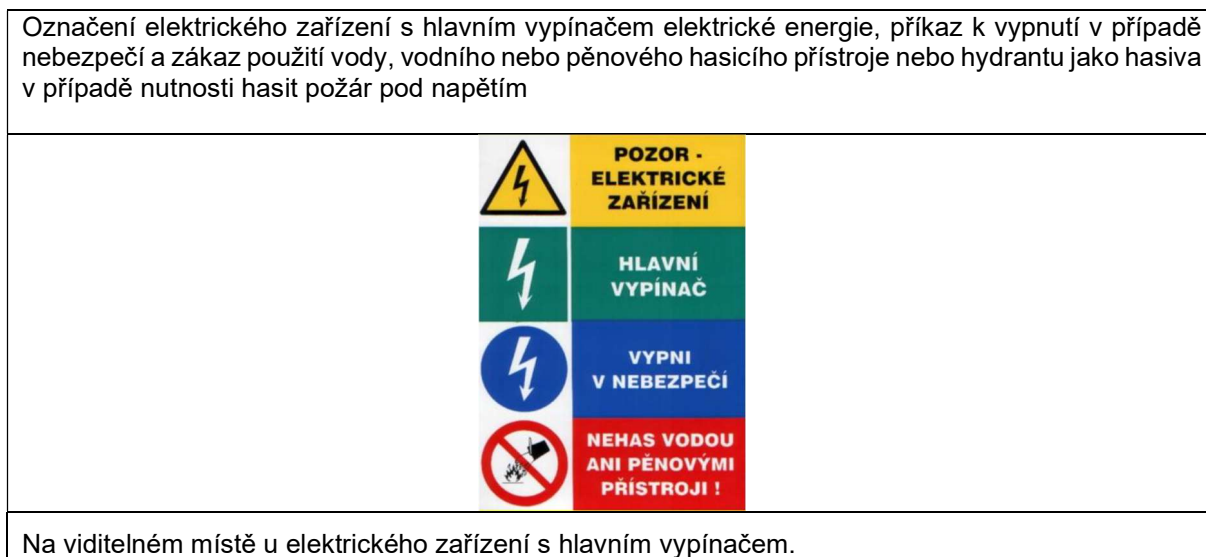 Označení elektrického zařízení s hlavním vypínačem elektrické energie, příkaz k vypnutí v případě
nebezpečí a zákaz použití vody, vodního nebo pěnového hasicího přístroje nebo hydrantu jako hasiva
v případě nutnosti hasit požár pod napětím
POZOR -
ELEKTRICKÉ
ZAŘÍZENÍ
HLAVNÍ
VYPÍNAČ
VYPNI
V NEBEZPEČÍ
NEHAS VODOU
ANI PĚNOVÝMI
PŘÍSTROJI !
Na viditelném místě u elektrického zařízení s hlavním vypínačem.